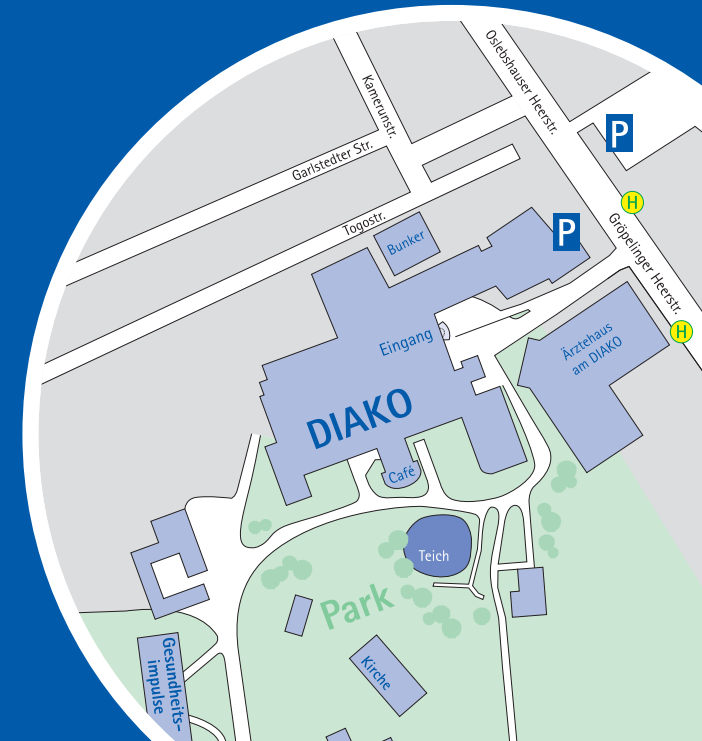 Oslebshauser Heerstr.
Kamerunstr.
P
Garlstedter Str.
H
Togostr.
P
Bunker
Gröpelinger Heerstr.
Eingang
H
Ärztehaus
am DIAKO
DIAKO
Café
Teich
Park
Gesundheits-
impulse
Kirche